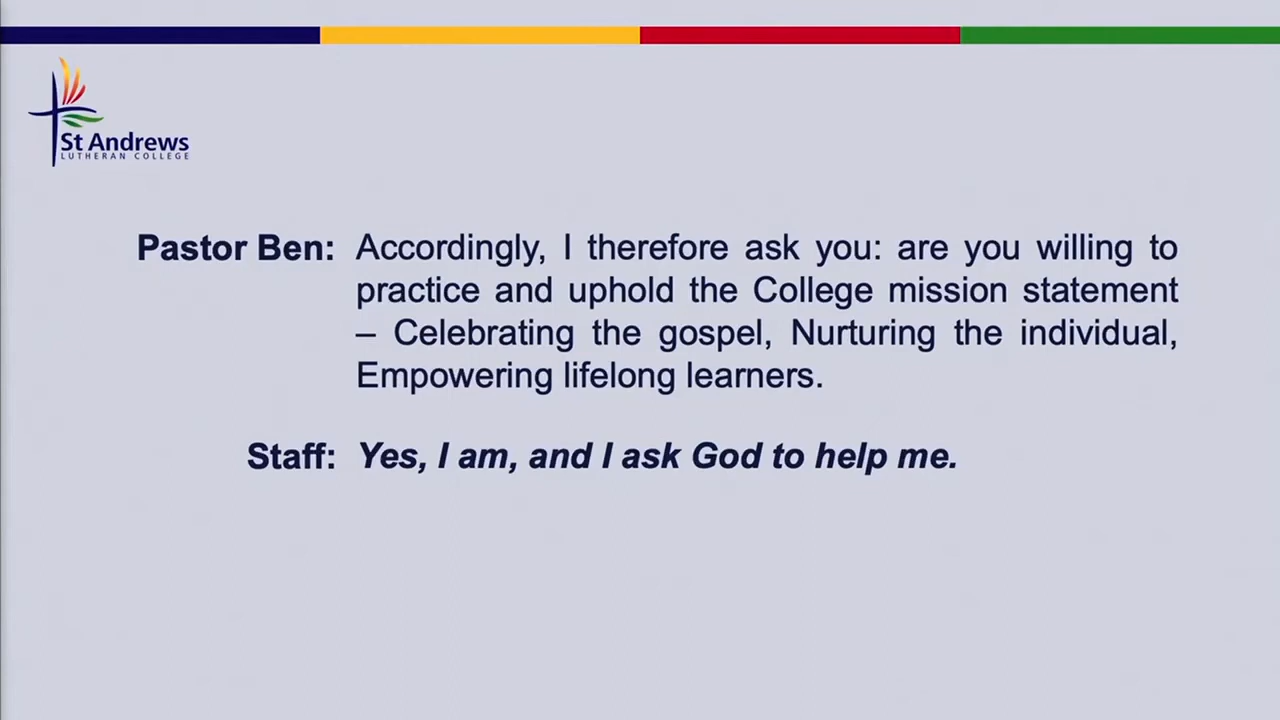 St Andrews
LUTHERAN COLLEGE
Pastor Ben: Accordingly, I therefore ask you: are you willing to
practice and uphold the College mission statement
– Celebrating the gospel, Nurturing the individual,
Empowering lifelong learners.
Staff: Yes, I am, and I ask God to help me.